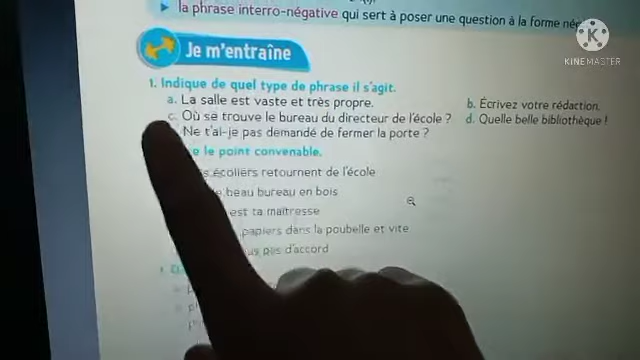 ▶ la phrase interro-négative qui sert à poser une question à la forme
KINEMASTER
Je m'entraîne
1. Indique de quel type de phrase il s'agit.
a. La salle est vaste et très propre.
b. Écrivez votre rédaction.
c. Où se trouve le bureau du directeur de l'école ?
d. Quelle belle bibliothèque !
Ne t'ai-je pas demandé de fermer la porte ?
le point convenable.
écoliers retournent de l'école
beau bureau en bois
est ta maitresse
papiers dans la poubelle et vite
pas d'accord